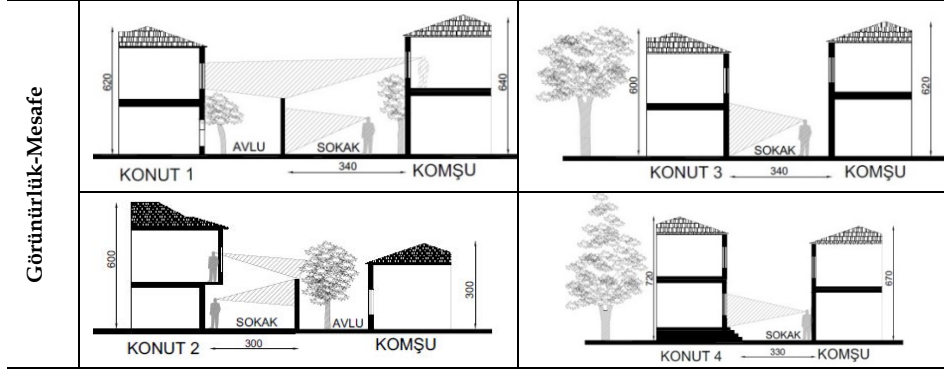 Görünürlük-Mesafe
620
640
AVLU
SOKAK
KONUT 1
340
KOMŞU
600
620
SOKAK
KONUT 3
340
KOMŞU
600
300
SOKAK
AVLU
KONUT 2
300
KOMŞU
720
670
SOKAK
KONUT 4
330
KOMŞU